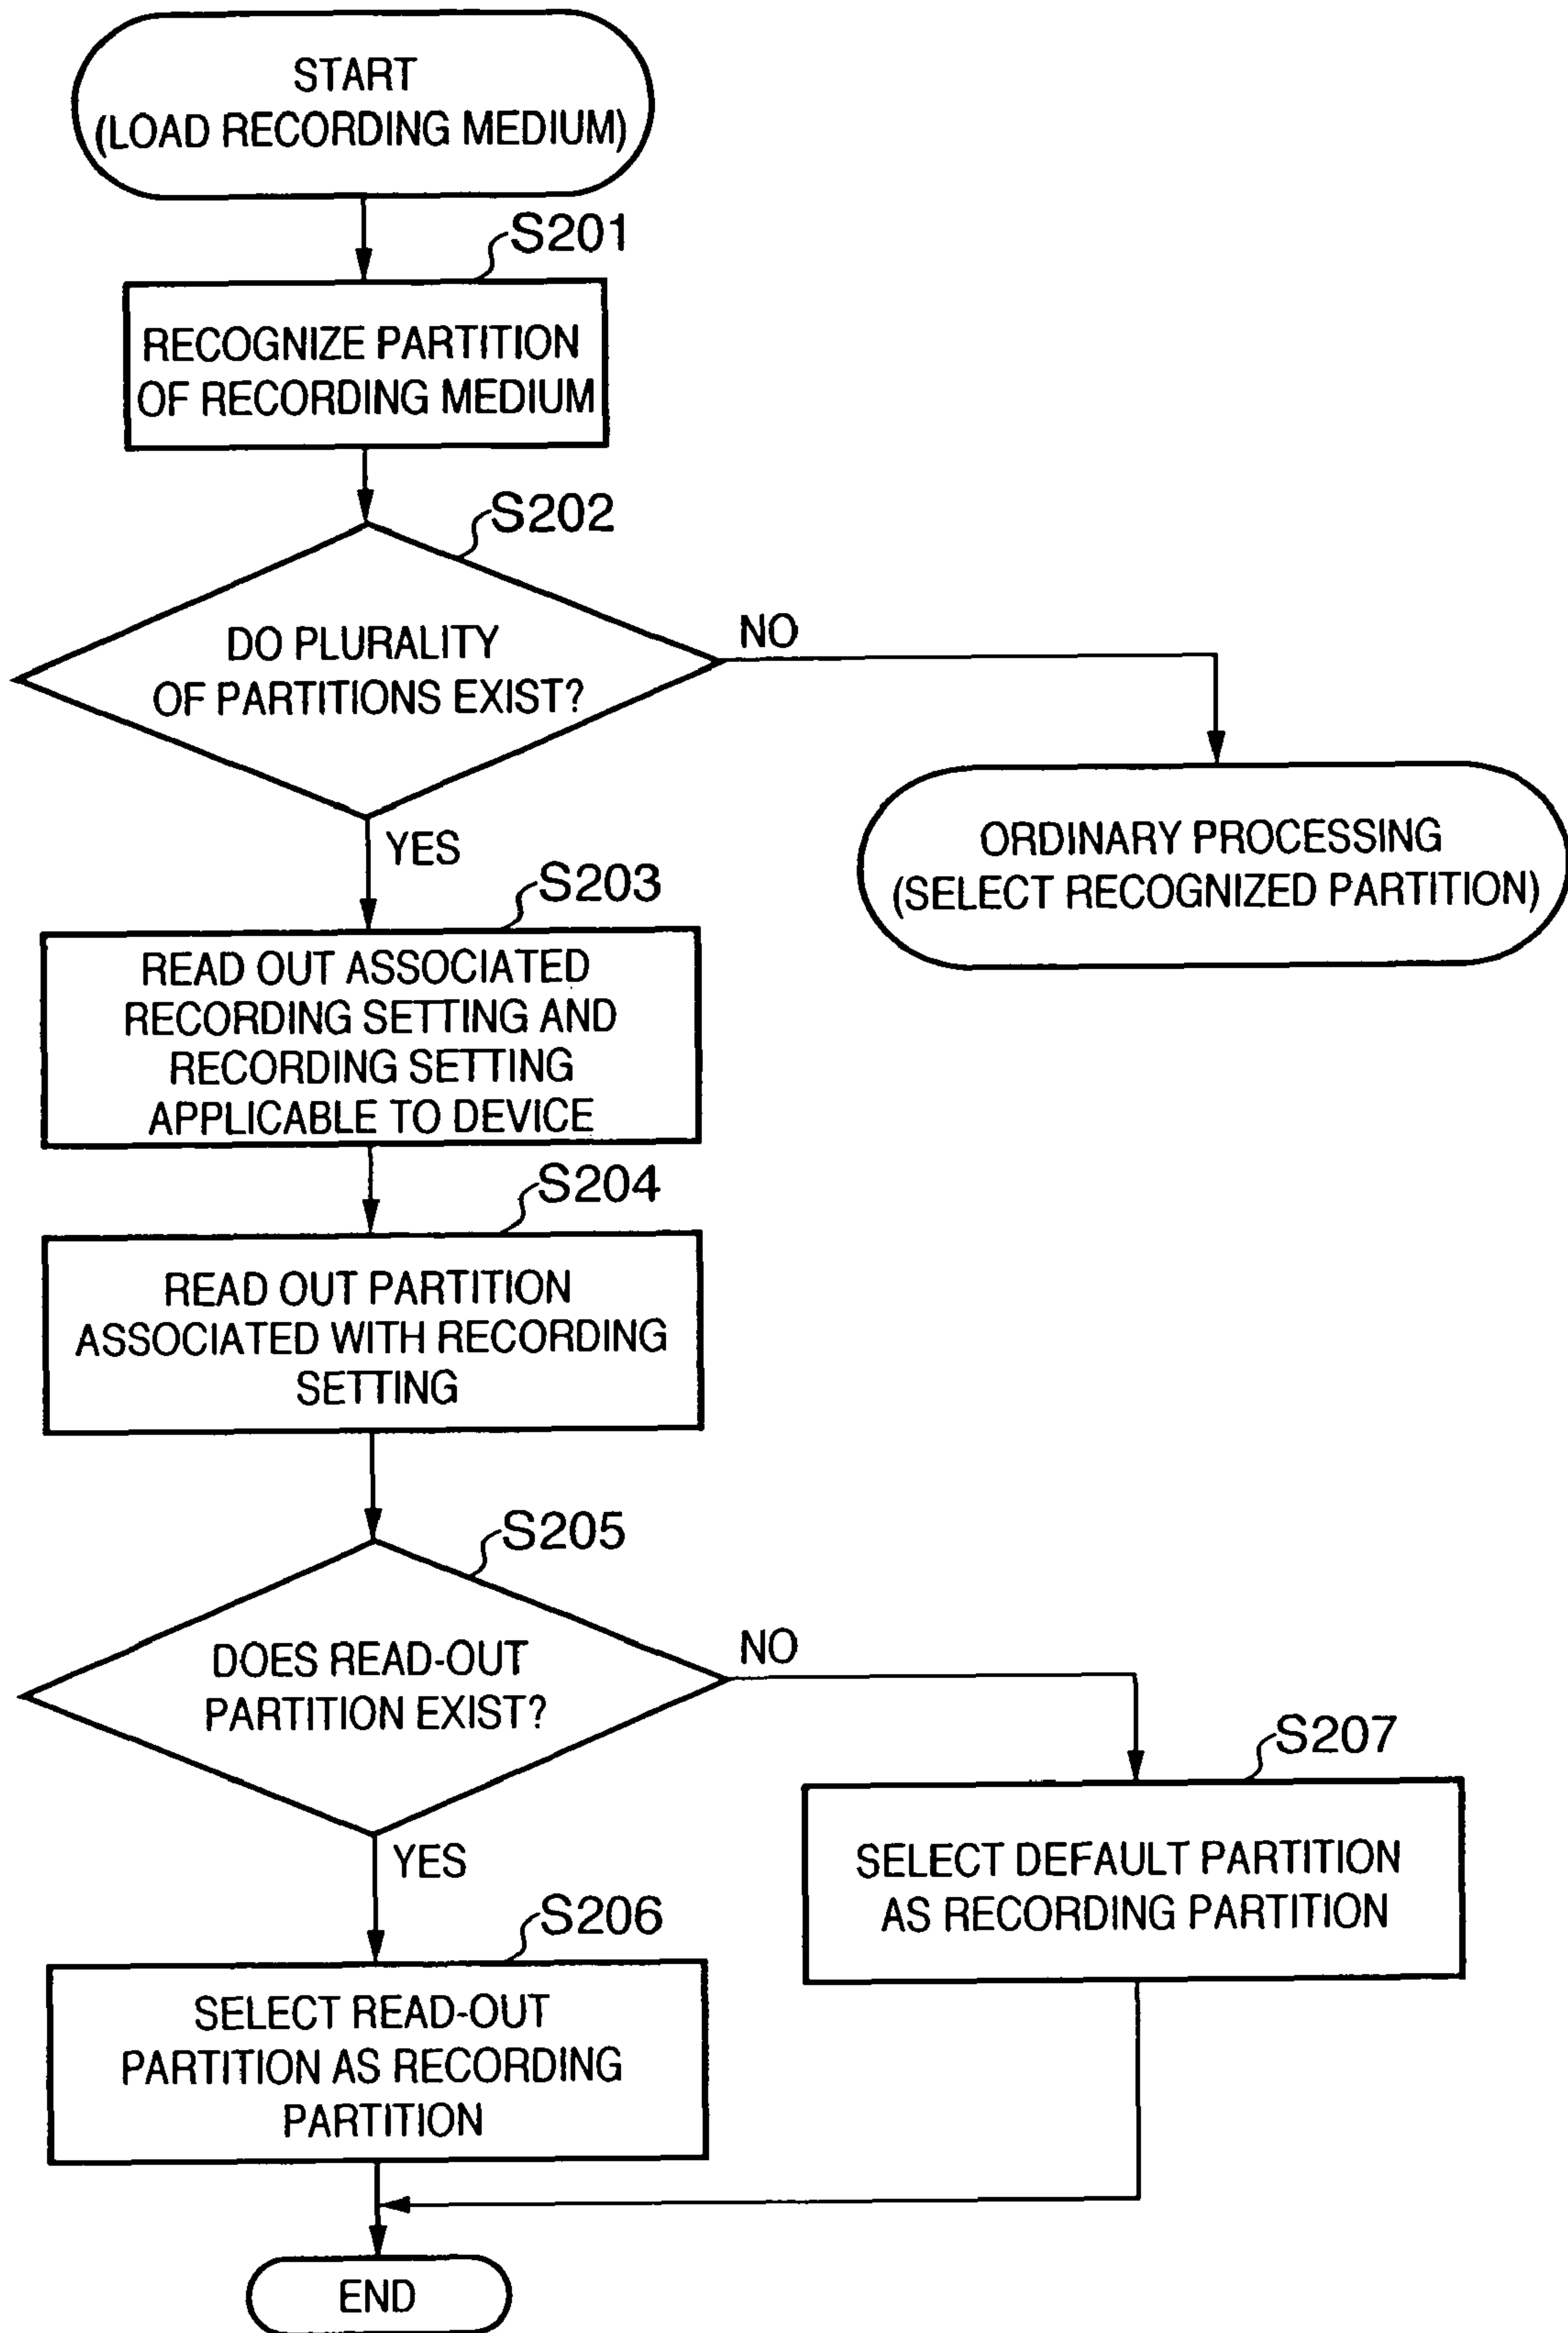 START
(LOAD RECORDING MEDIUM)
S201
RECOGNIZE PARTITION
OF RECORDING MEDIUM
S202
DO PLURALITY
OF PARTITIONS EXIST?
NO
YES
ORDINARY PROCESSING
(SELECT RECOGNIZED PARTITION)
S203
READ OUT ASSOCIATED
RECORDING SETTING AND
RECORDING SETTING
APPLICABLE TO DEVICE
S204
READ OUT PARTITION
ASSOCIATED WITH RECORDING
SETTING
S205
DOES READ-OUT
PARTITION EXIST?
NO
YES
S207
SELECT DEFAULT PARTITION
AS RECORDING PARTITION
S206
SELECT READ-OUT
PARTITION AS RECORDING
PARTITION
END